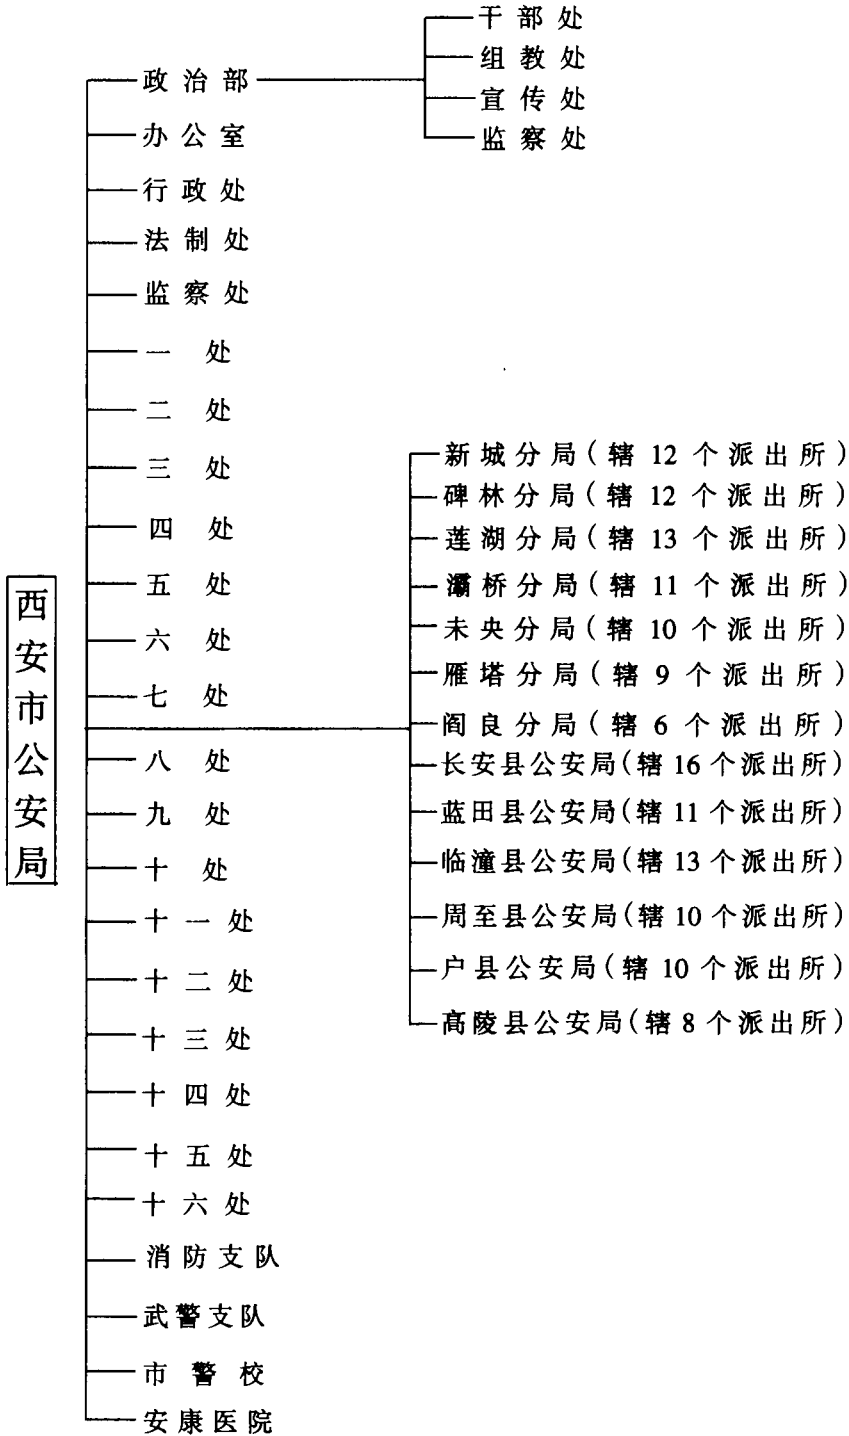 西安市公安局
政治部
干部处
组教处
宣传处
监察处
办公室
行政处
法制处
监察处
一处
二处
三处
四处
五处
六处
七处
八处
九处
十处
十一处
十二处
十三处
十四处
十五处
十六处
消防支队
武警支队
市警校
安康医院
新城分局(辖12个派出所)
碑林分局(辖12个派出所)
莲湖分局(辖13个派出所)
灞桥分局(辖11个派出所)
未央分局(辖10个派出所)
雁塔分局(辖9个派出所)
阎良分局(辖6个派出所)
长安县公安局(辖16个派出所)
蓝田县公安局(辖11个派出所)
临潼县公安局(辖13个派出所)
周至县公安局(辖10个派出所)
户县公安局(辖10个派出所)
高陵县公安局(辖8个派出所)